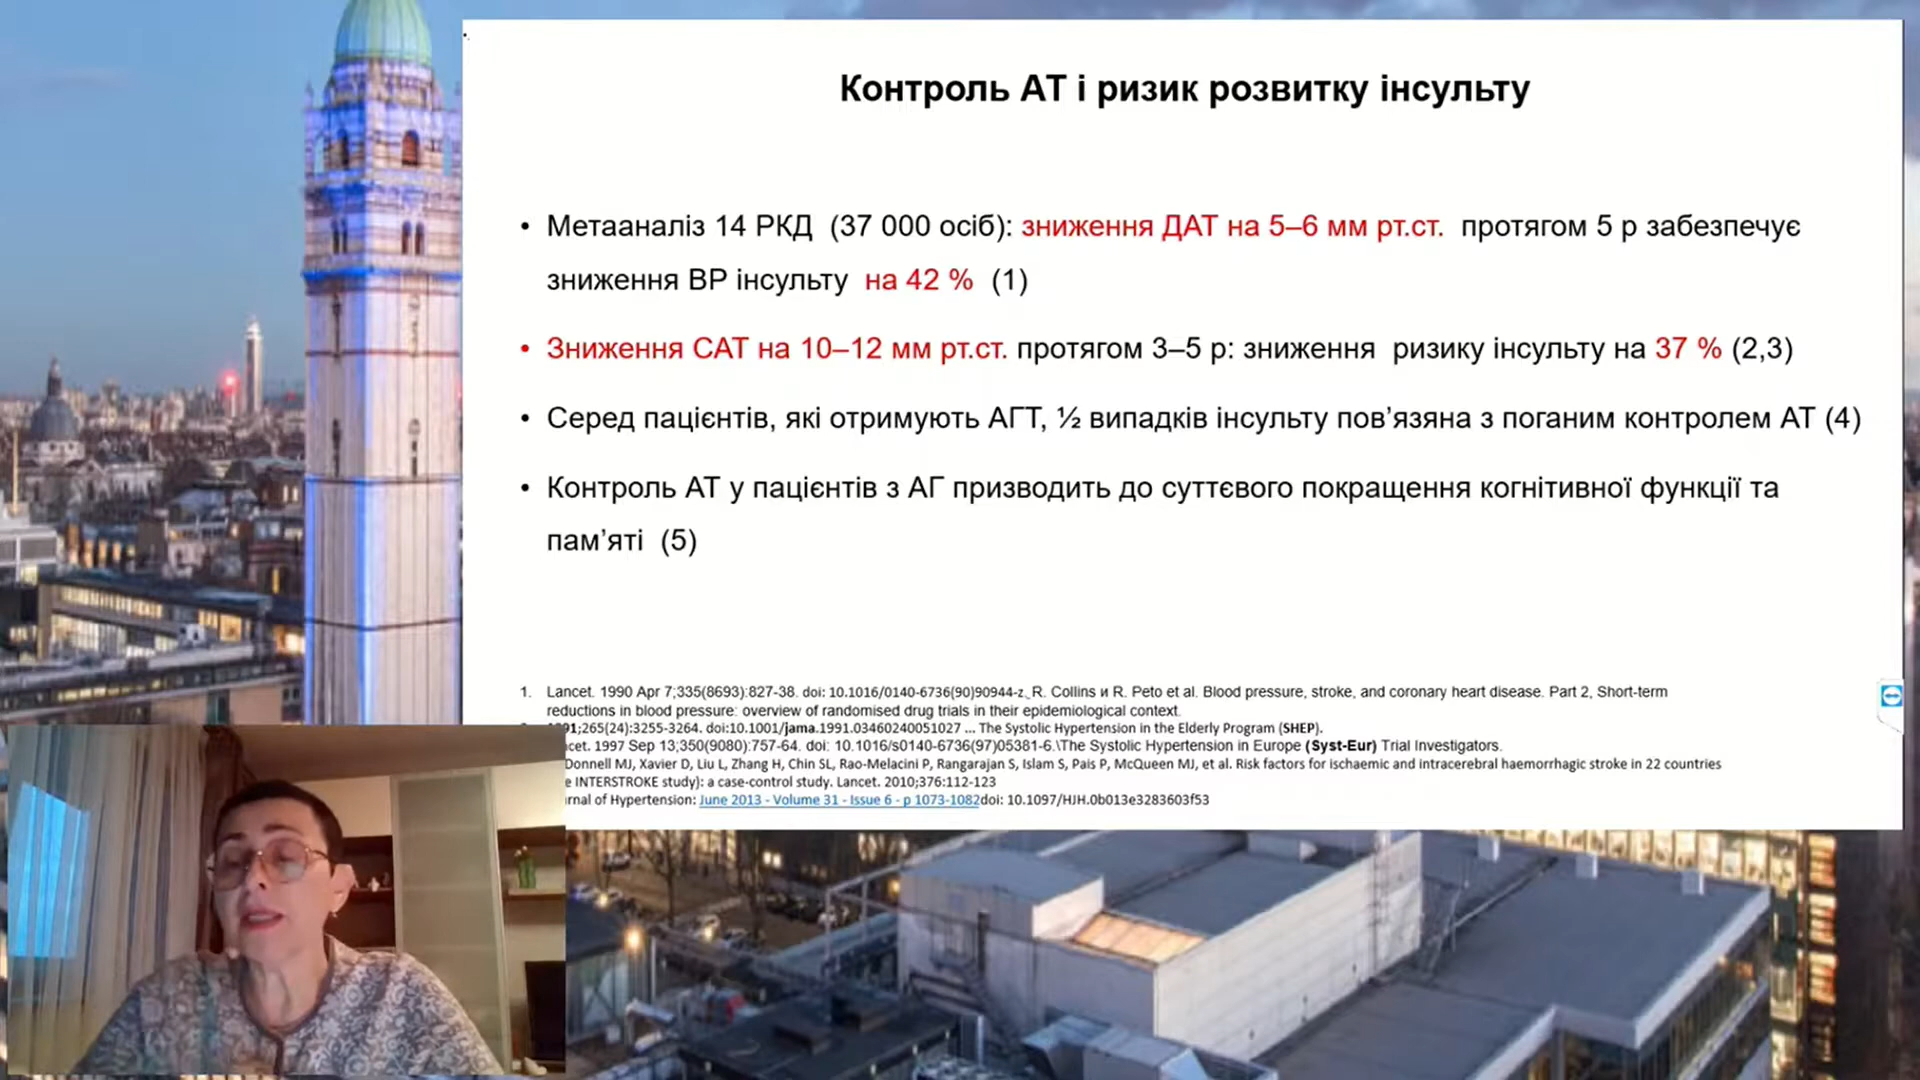 Контроль АТ і ризик розвитку інсульту
• Метааналіз 14 РКД (37 000 осіб): зниження ДАТ на 5–6 мм рт.ст. протягом 5 р забезпечує
зниження ВР інсульту на 42 % (1)
• Зниження САТ на 10–12 мм рт.ст. протягом 3–5 р: зниження ризику інсульту на 37 % (2,3)
• Серед пацієнтів, які отримують АГТ, ½ випадків інсульту пов’язяна з поганим контролем АТ (4)
• Контроль АТ у пацієнтів з АГ призводить до суттєвого покращення когнітивної функції та
пам’яті (5)
1. Lancet. 1990 Apr 7;335(8693):827-38. doi: 10.1016/0140-6736(90)90944-z. R. Collins и R. Peto et al. Blood pressure, stroke, and coronary heart disease. Part 2, Short-term
reductions in blood pressure: overview of randomised drug trials in their epidemiological context.
;265(24):3255-3264. doi:10.1001/jama.1991.03460240051027 ... The Systolic Hypertension in the Elderly Program (SHEP).
cet. 1997 Sep 13;350(9080):757-64. doi: 10.1016/s0140-6736(97)05381-6.\The Systolic Hypertension in Europe (Syst-Eur) Trial Investigators.
Donnell MJ, Xavier D, Liu L, Zhang H, Chin SL, Rao-Melacini P, Rangarajan S, Islam S, Pais P, McQueen MJ, et al. Risk factors for ischaemic and intracerebral haemorrhagic stroke in 22 countries
e INTERSTROKE study): a case-control study. Lancet. 2010;376:112-123
rnal of Hypertension: June 2013 - Volume 31 - Issue 6 - p 1073-1082doi: 10.1097/HJH.0b013e3283603f53